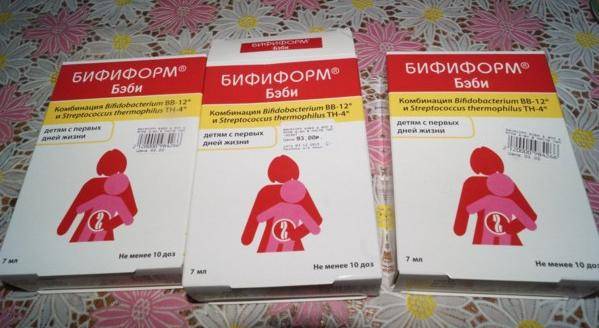 БИФИФОРМ®
Бэби
Комбинация Bifidobacterium BB-12*
и Streptococcus thermophilus TH-4*
детям с первых
дней жизни
7 мл
Не менее 10 доз
БИФИФОРМ®
Бэби
БИФИФОРМ®
Бэби
Комбинация Bifidobacterium BB-12*
и Streptococcus thermophilus TH-4*
детям с первых
дней жизни
93.00
7 мл
Не менее 10 доз
БИФИФОРМ®
Бэби
Комбинация Bifidobacterium BB-12*
и Streptococcus thermophilus TH-4*
детям с первых
дней жизни
7 мл
Не менее 10 доз